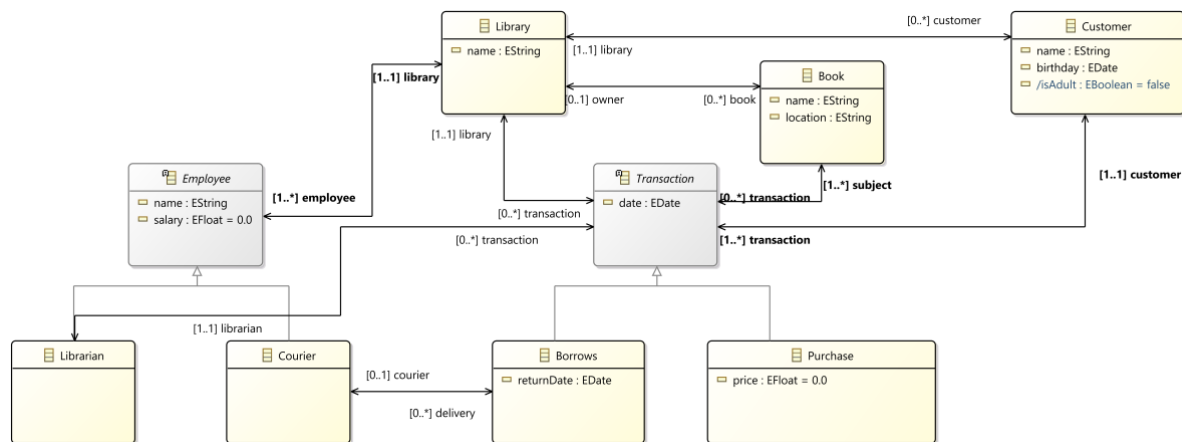 Library
name : EString
[0..*] customer
[1..1] library
Customer
name : EString
birthday : EDate
/isAdult : EBoolean = false
[1..1] library
Book
name : EString
location : EString
[0..1] owner
[0..*] book
[1..1] library
Employee
name : EString
salary : EFloat = 0.0
[1..*] employee
Transaction
date : EDate
[1..*] subject
[0..*] transaction
[1..1] customer
[0..*] transaction
[0..*] transaction
[1..*] transaction
[1..1] librarian
Librarian
Courier
[0..1] courier
[0..*] delivery
Borrows
returnDate : EDate
Purchase
price : EFloat = 0.0